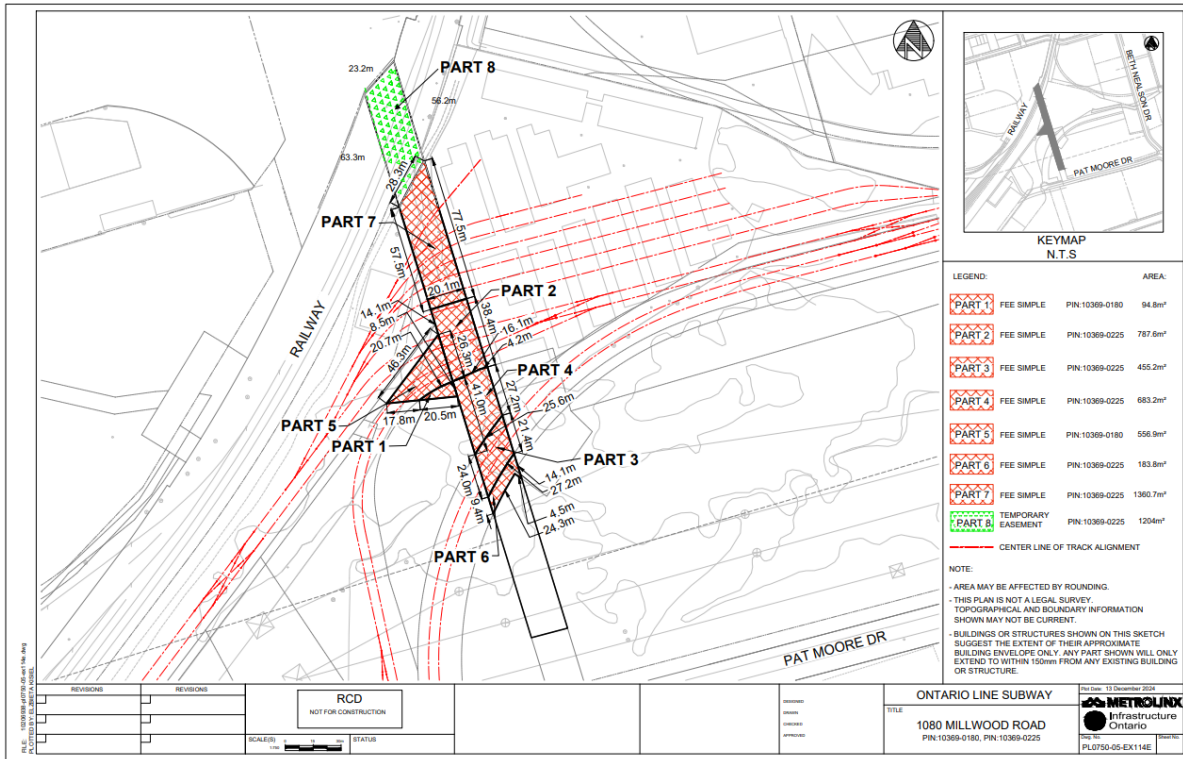 PART 8
23.2m
56.2m
63.3m
28.3m
PART 7
77.5m
57.5m
20.1m
PART 2
14.1m
8.5m
20.7m
46.3m
38.4m
16.1m
4.2m
26.3m
PART 4
27.2m
41.0m
25.6m
21.4m
PART 5
17.8m
20.5m
PART 1
PART 3
14.1m
27.2m
24.0m
9.4m
4.5m
24.3m
PART 6
RAILWAY
PAT MOORE DR
N
RAILWAY
BETH NEALSON DR
PAT MOORE DR
KEYMAP
N.T.S
LEGEND: AREA:
PART 1 FEE SIMPLE PIN:10369-0180 94.8m²
PART 2 FEE SIMPLE PIN:10369-0225 787.6m²
PART 3 FEE SIMPLE PIN:10369-0225 455.2m²
PART 4 FEE SIMPLE PIN:10369-0225 683.2m²
PART 5 FEE SIMPLE PIN:10369-0180 556.9m²
PART 6 FEE SIMPLE PIN:10369-0225 183.8m²
PART 7 FEE SIMPLE PIN:10369-0225 1360.7m²
PART 8 TEMPORARY
EASEMENT PIN:10369-0225 1204m²
CENTER LINE OF TRACK ALIGNMENT
NOTE:
- AREA MAY BE AFFECTED BY ROUNDING.
- THIS PLAN IS NOT A LEGAL SURVEY.
TOPOGRAPHICAL AND BOUNDARY INFORMATION
SHOWN MAY NOT BE CURRENT.
- BUILDINGS OR STRUCTURES SHOWN ON THIS SKETCH
SUGGEST THE EXTENT OF THEIR APPROXIMATE
BUILDING ENVELOPE ONLY. ANY PART SHOWN WILL ONLY
EXTEND TO WITHIN 150mm FROM ANY EXISTING BUILDING
OR STRUCTURE.
PLOTTED BY:
REVISIONS
REVISIONS
RCD
NOT FOR CONSTRUCTION
SCALE(S)
STATUS
DESIGNED
DRAWN
CHECKED
APPROVED
ONTARIO LINE SUBWAY
TITLE
1080 MILLWOOD ROAD
PIN:10369-0180, PIN:10369-0225
Plot Date: 13 December 2024
METROLINX
Infrastructure
Ontario
Dwg. No.
Sheet No.
PL0750-05-EX114E